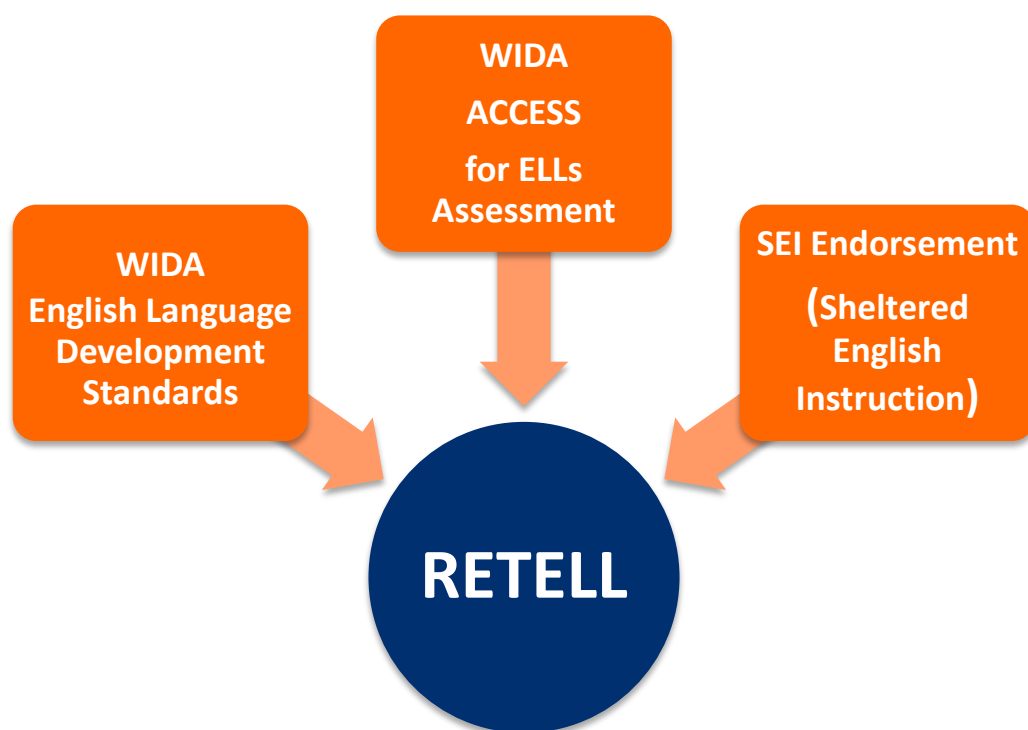 WIDA
ACCESS
for ELLs
Assessment
WIDA
English Language
Development
Standards
SEI Endorsement
(Sheltered
English
Instruction)
RETELL